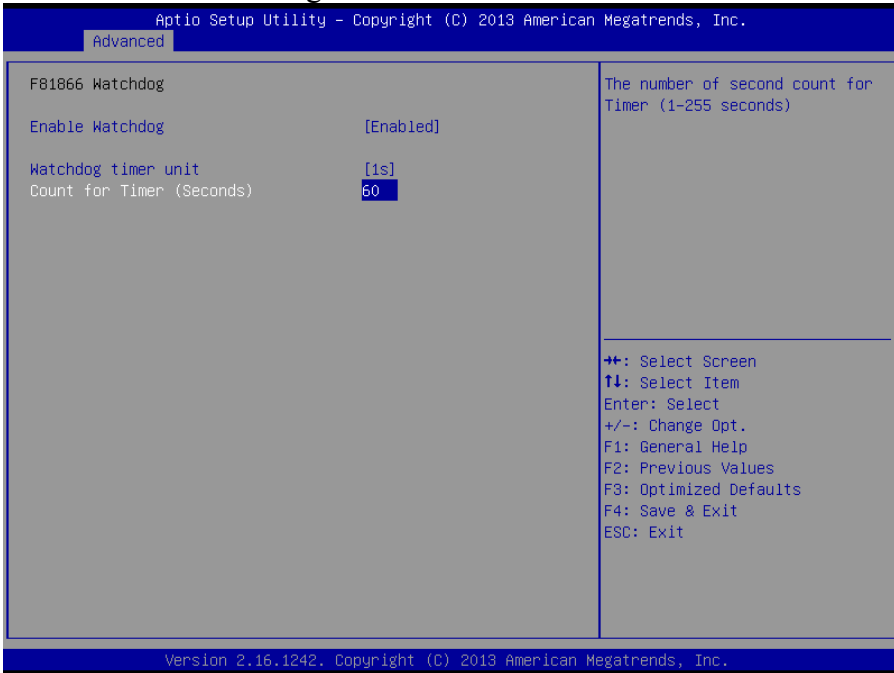 Aptio Setup Utility – Copyright (C) 2013 American Megatrends, Inc.
Advanced
F81866 Watchdog
Enable Watchdog [Enabled]
Watchdog timer unit [1s]
Count for Timer (Seconds) 60
The number of second count for
Timer (1-255 seconds)
→←: Select Screen
↑↓: Select Item
Enter: Select
+/-: Change Opt.
F1: General Help
F2: Previous Values
F3: Optimized Defaults
F4: Save & Exit
ESC: Exit
Version 2.16.1242. Copyright (C) 2013 American Megatrends, Inc.